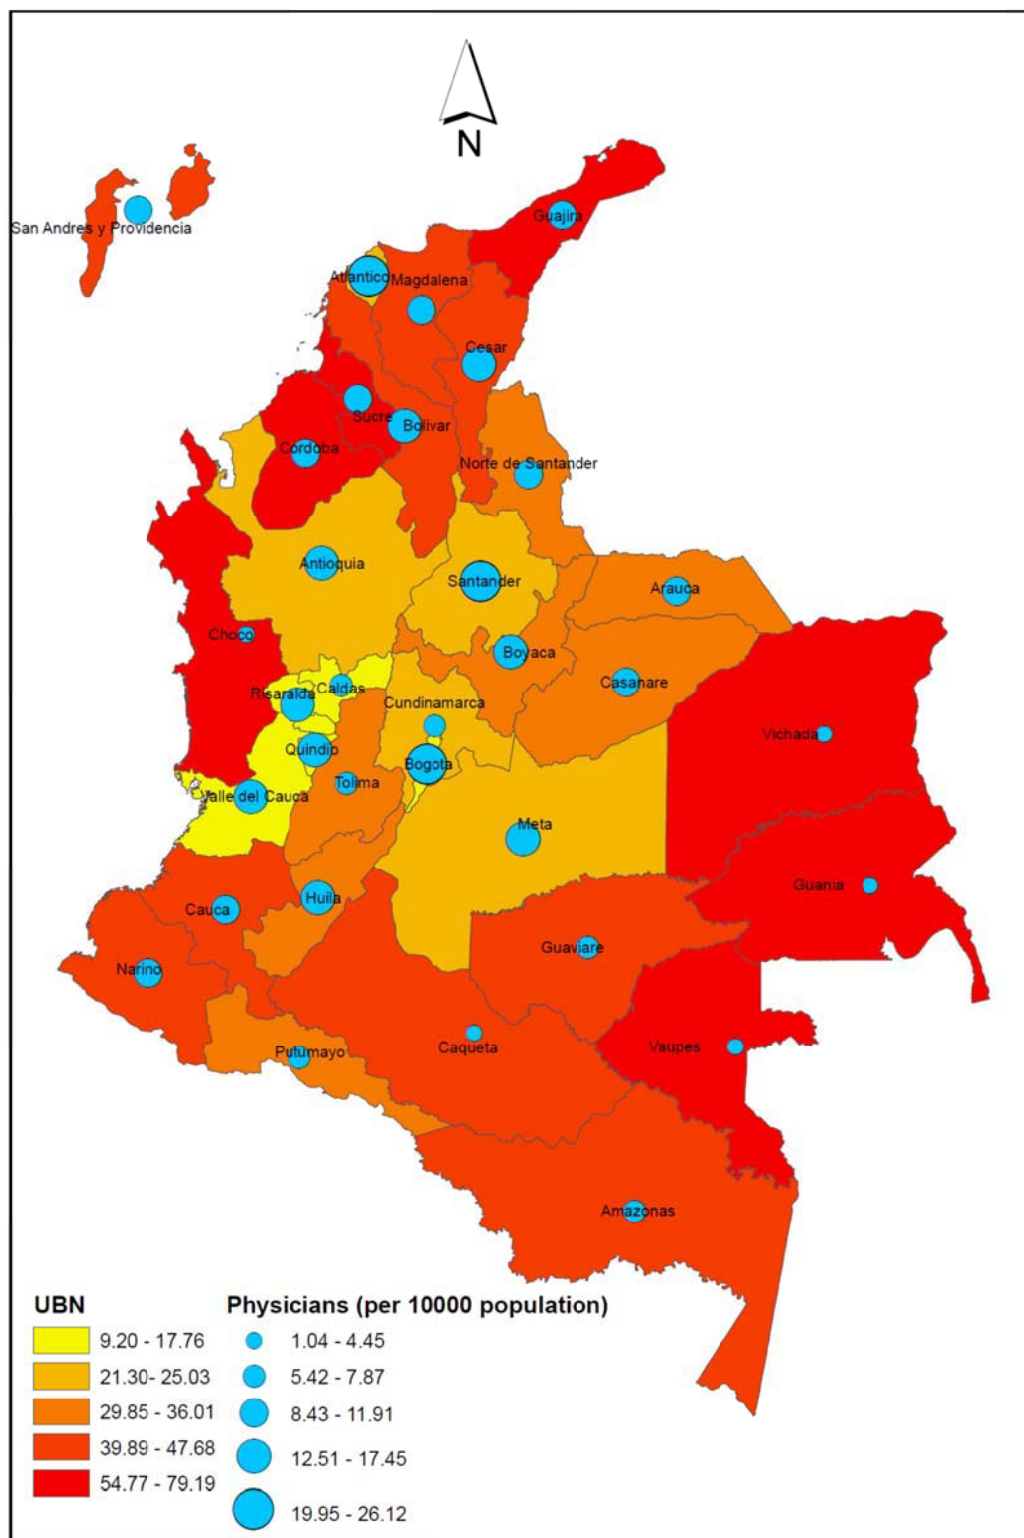 N
San Andres y Providencia
Guajira
Atlantico
Magdalena
Cesar
Sucre
Bolivar
Cordoba
Norte de Santander
Antioquia
Santander
Arauca
Choco
Boyaca
Casanare
Risaralda
Caldas
Cundinamarca
Vichada
Quindio
Bogota
Tolima
Valle del Cauca
Meta
Guania
Huila
Cauca
Guaviare
Narino
Caqueta
Vaupes
Putumayo
Amazonas
UBN
9.20 - 17.76
21.30- 25.03
29.85 - 36.01
39.89 - 47.68
54.77 - 79.19
Physicians (per 10000 population)
1.04 - 4.45
5.42 - 7.87
8.43 - 11.91
12.51 - 17.45
19.95 - 26.12